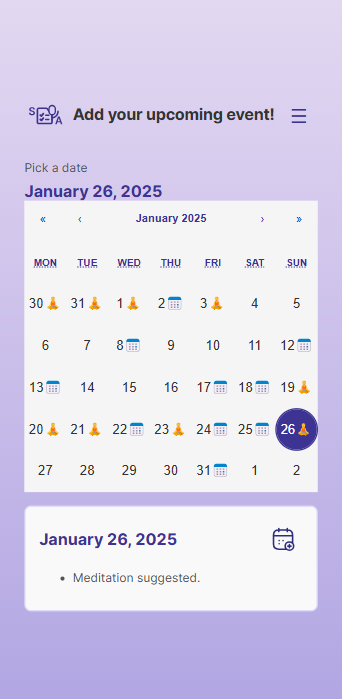 S A Add your upcoming event!
Pick a date
January 26, 2025
« ‹ January 2025 › »
MON TUE WED THU FRI SAT SUN
30 31 1 2 3 4 5
6 7 8 9 10 11 12
13 14 15 16 17 18 19
20 21 22 23 24 25 26
27 28 29 30 31 1 2
January 26, 2025
• Meditation suggested.